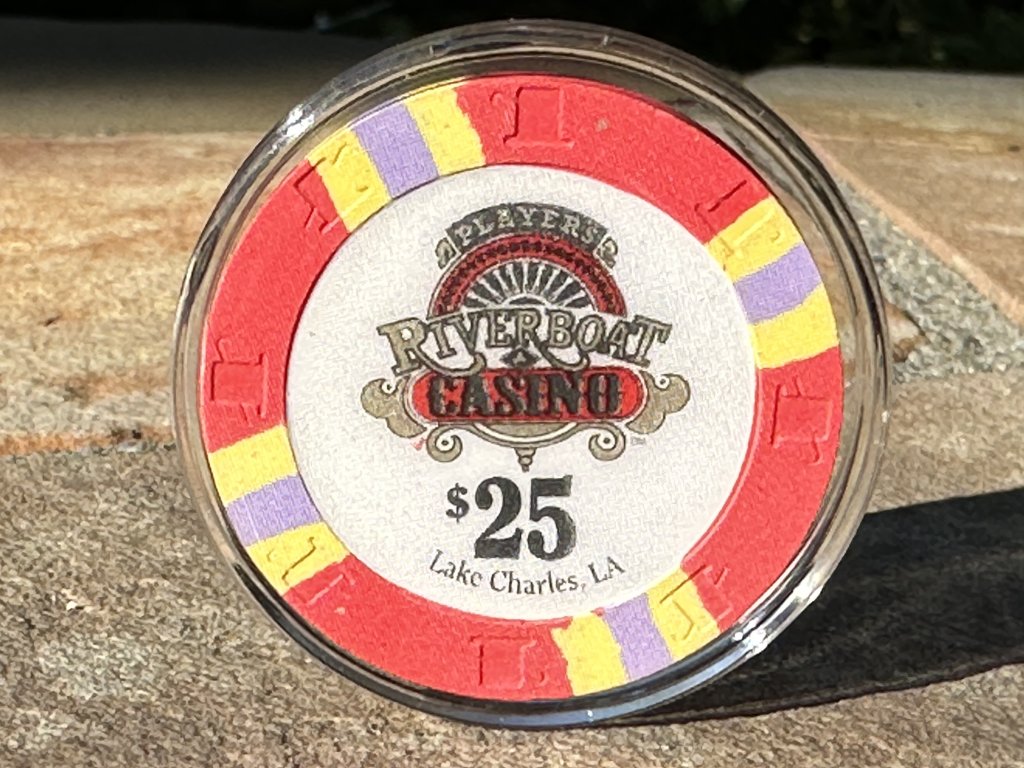 PLAYERS
RIVERBOAT
CASINO
$25
Lake Charles, LA